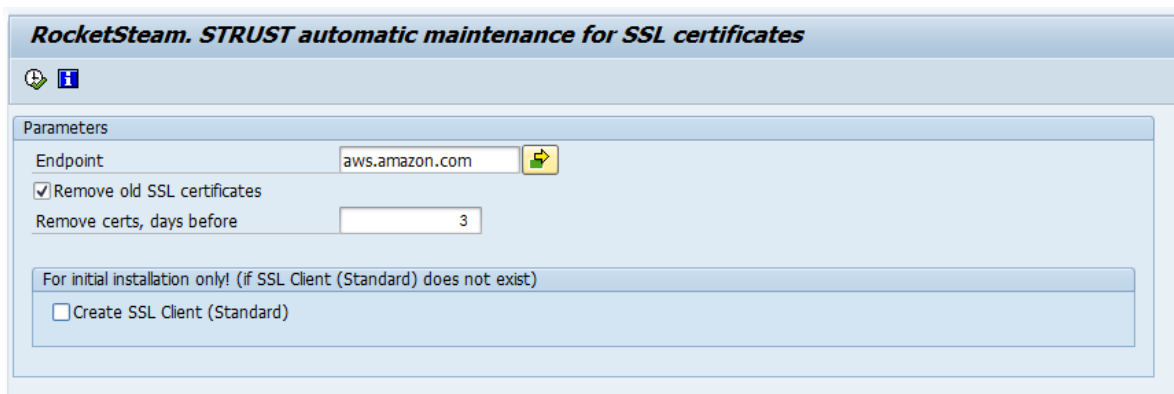 RocketSteam. STRUST automatic maintenance for SSL certificates
Parameters
Endpoint aws.amazon.com
Remove old SSL certificates
Remove certs, days before 3
For initial installation only! (if SSL Client (Standard) does not exist)
Create SSL Client (Standard)